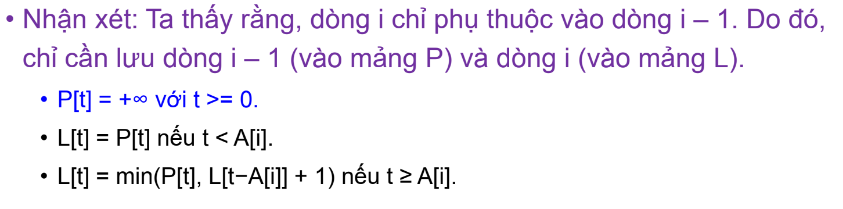 • Nhận xét: Ta thấy rằng, dòng i chỉ phụ thuộc vào dòng i – 1. Do đó,
chỉ cần lưu dòng i – 1 (vào mảng P) và dòng i (vào mảng L).
• P[t] = +∞ với t >= 0.
• L[t] = P[t] nếu t < A[i].
• L[t] = min(P[t], L[t−A[i]] + 1) nếu t ≥ A[i].